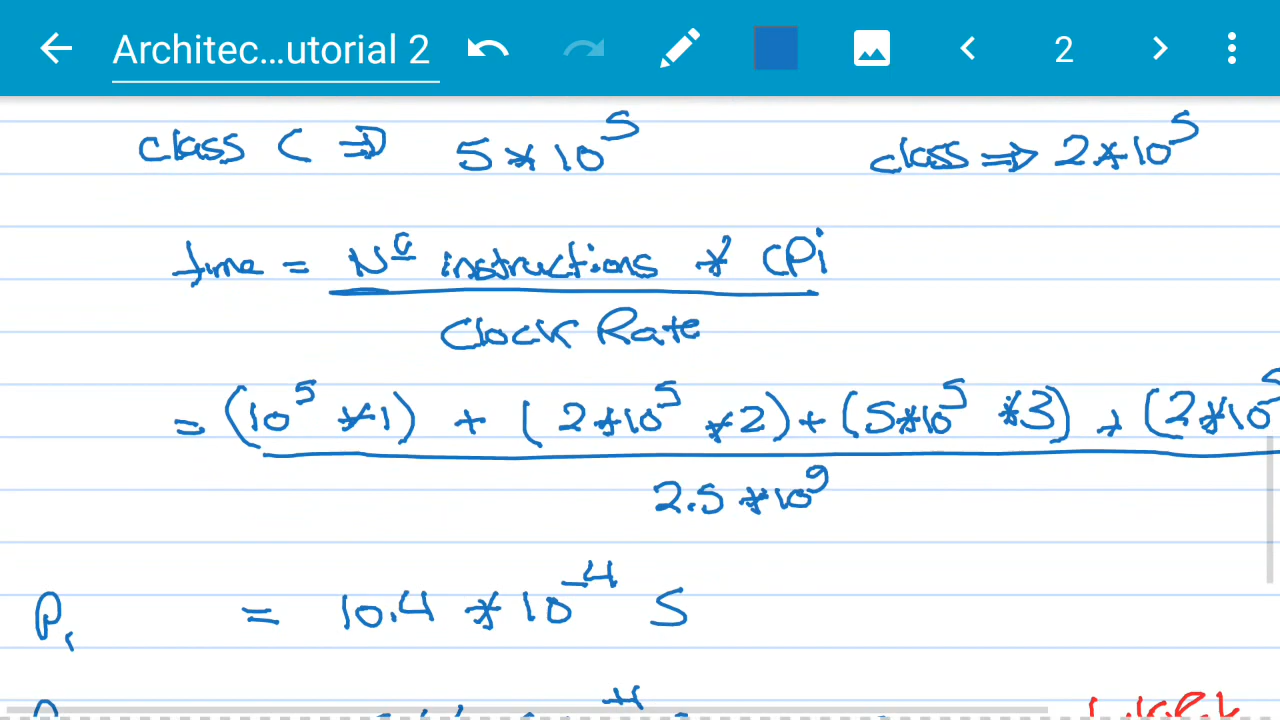 Architec...utorial 2
2
class C ⇒ 5*10^5 class ⇒ 2*10^5
time = Nº instructions * CPi
Clock Rate
= (10^5 *1) + (2*10^5 *2) + (5*10^5 *3) + (2*10^5
2.5*10^9
P1 = 10.4 *10^-4 S